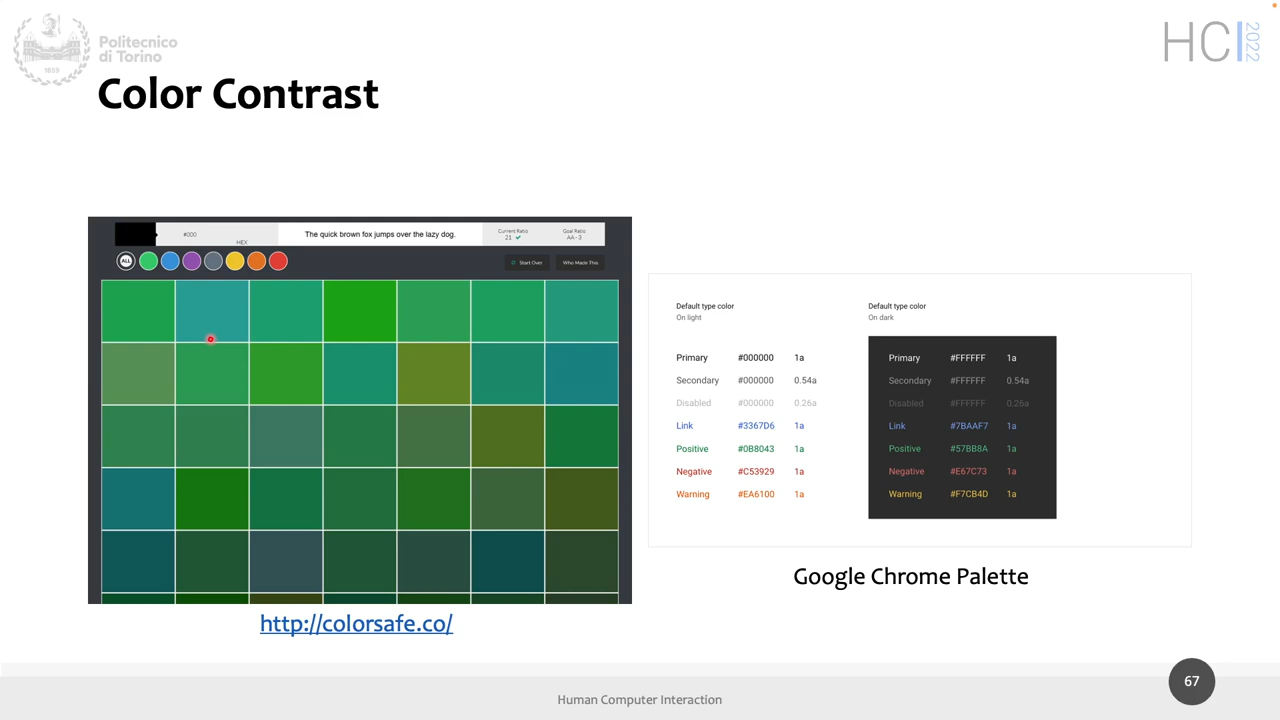 Politecnico
di Torino
1859
HCI 2022
Color Contrast
#000
HEX
The quick brown fox jumps over the lazy dog.
Current Ratio
21
Goal Ratio
AA - 3
ALL
Start Over
Who Made This
http://colorsafe.co/
Default type color
On light
Primary #000000 1a
Secondary #000000 0.54a
Disabled #000000 0.26a
Link #3367D6 1a
Positive #0B8043 1a
Negative #C53929 1a
Warning #EA6100 1a
Default type color
On dark
Primary #FFFFFF 1a
Secondary #FFFFFF 0.54a
Disabled #FFFFFF 0.26a
Link #7BAAF7 1a
Positive #57BB8A 1a
Negative #E67C73 1a
Warning #F7CB4D 1a
Google Chrome Palette
Human Computer Interaction
67